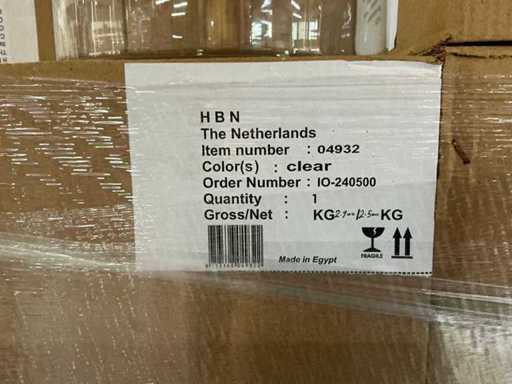 H B N
The Netherlands
Item number : 04932
Color(s) : clear
Order Number : IO-240500
Quantity : 1
Gross/Net : KG KG
FRAGILE
Made in Egypt